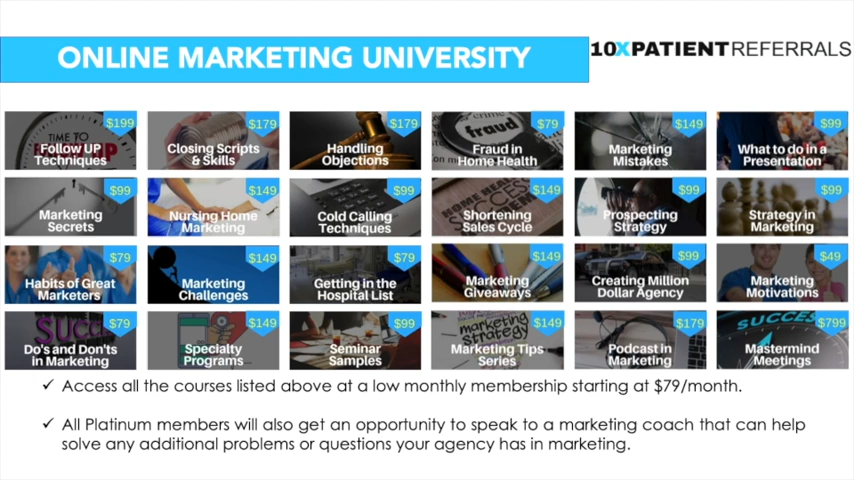 ONLINE MARKETING UNIVERSITY
10XPATIENTREFERRALS
$199
Follow UP
Techniques
$179
Closing Scripts
& Skills
$179
Handling
Objections
$79
fraud
Fraud in
Home Health
$149
Marketing
Mistakes
$99
What to do in a
Presentation
$99
Marketing
Secrets
$149
Nursing Home
Marketing
$99
Cold Calling
Techniques
$149
Shortening
Sales Cycle
$99
Prospecting
Strategy
$99
Strategy in
Marketing
$79
Habits of Great
Marketers
$149
Marketing
Challenges
$79
Getting in the
Hospital List
$149
Marketing
Giveaways
$99
Creating Million
Dollar Agency
$49
Marketing
Motivations
$79
Do's and Don'ts
in Marketing
$149
Specialty
Programs
$99
Seminar
Samples
$149
marketing
strategy
Marketing Tips
Series
$179
Podcast in
Marketing
$799
Mastermind
Meetings
✓ Access all the courses listed above at a low monthly membership starting at $79/month.
✓ All Platinum members will also get an opportunity to speak to a marketing coach that can help
solve any additional problems or questions your agency has in marketing.